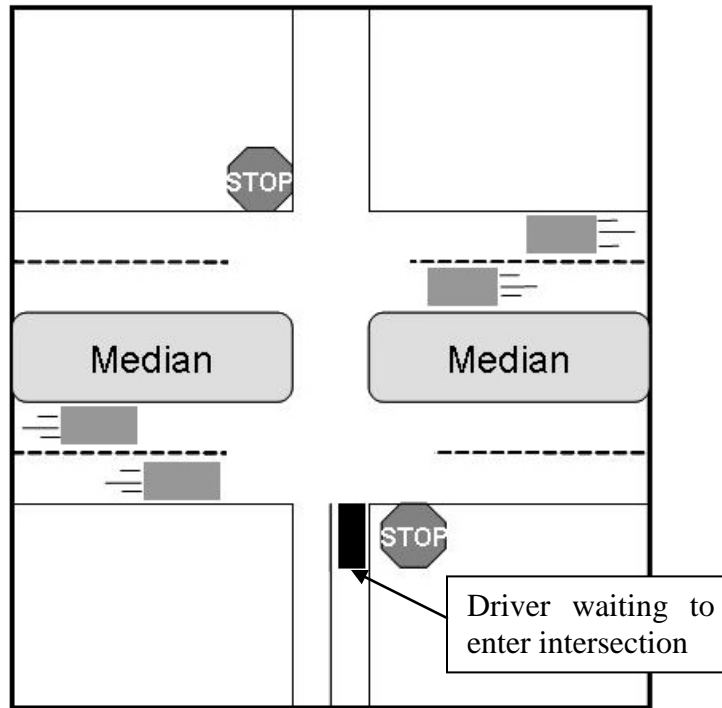 STOP
Median
Median
STOP
Driver waiting to
enter intersection